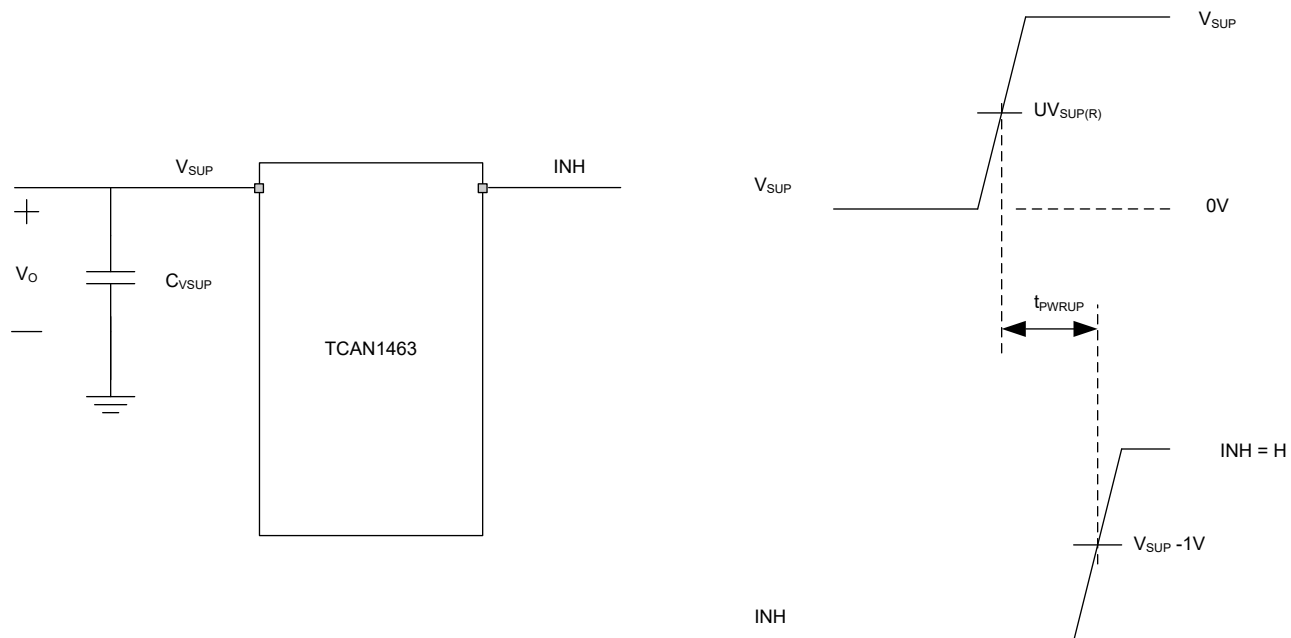 V_SUP
INH
+
V_O
—
C_VSUP
TCAN1463
V_SUP
UV_SUP(R)
V_SUP
0V
t_PWRUP
INH = H
V_SUP -1V
INH